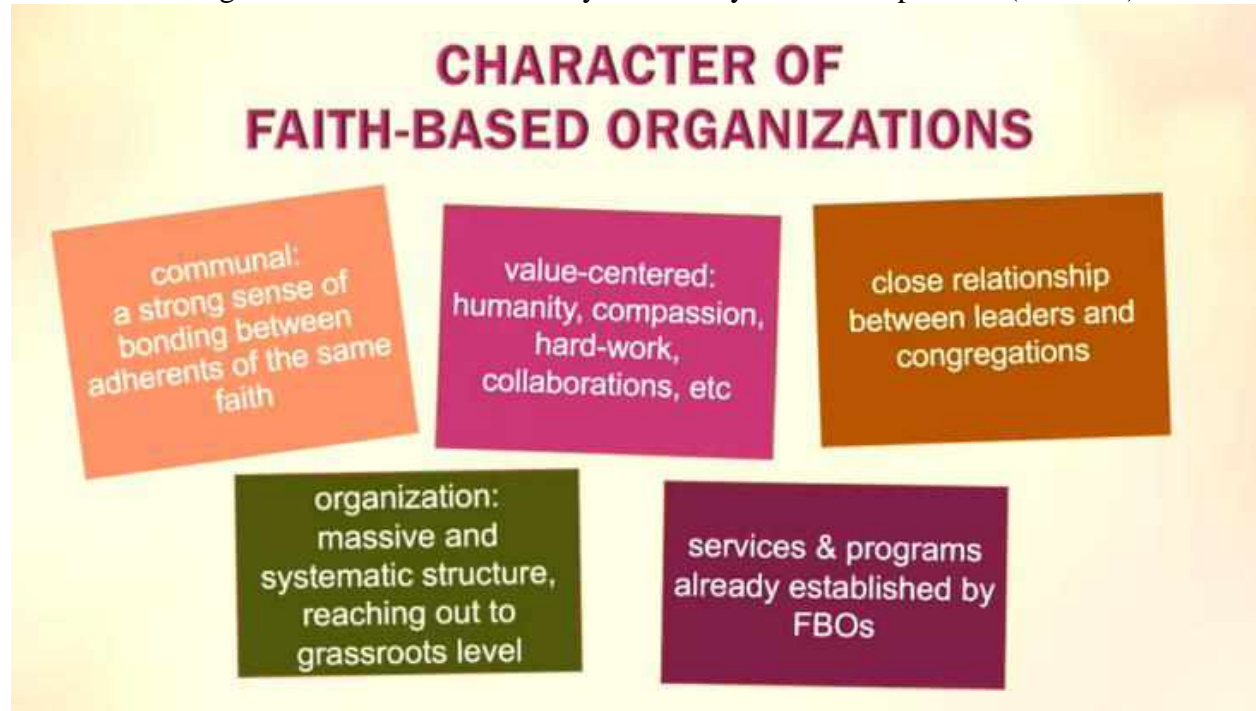 CHARACTER OF
FAITH-BASED ORGANIZATIONS
communal:
a strong sense of
bonding between
adherents of the same
faith
value-centered:
humanity, compassion,
hard-work,
collaborations, etc
close relationship
between leaders and
congregations
organization:
massive and
systematic structure,
reaching out to
grassroots level
services & programs
already established by
FBOs